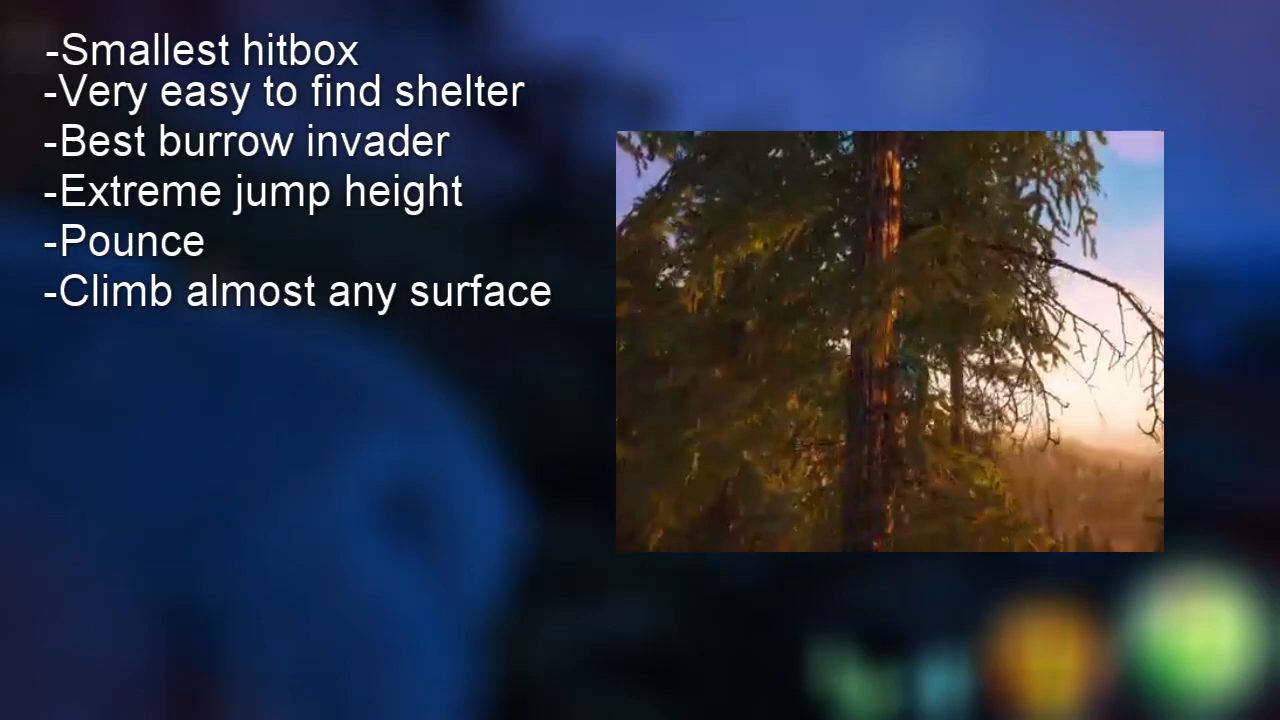 -Smallest hitbox
-Very easy to find shelter
-Best burrow invader
-Extreme jump height
-Pounce
-Climb almost any surface